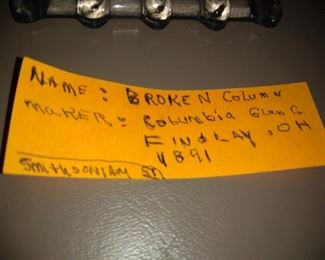 NAME: BROKEN COLUMN
MAKER: Columbia Glass Co.
FINDLAY, OH
1891
SMITHSONIAN